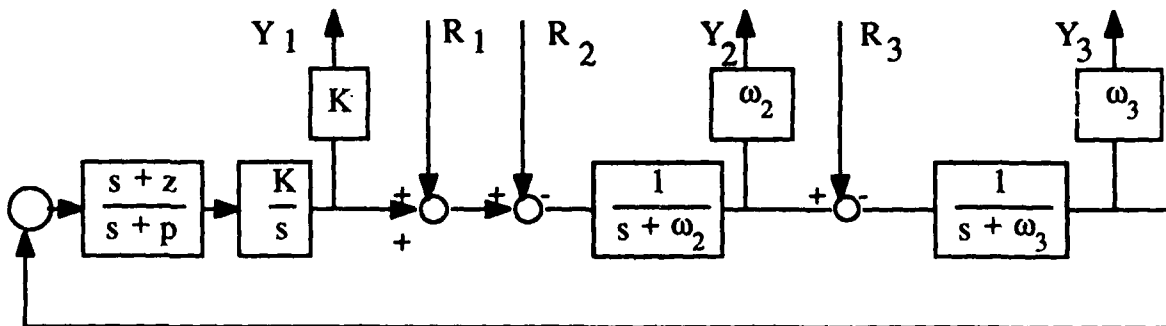 Y1 R1 R2 Y2 R3 Y3
K ω2 ω3
s + z K 1 1
s + p s s + ω2 s + ω3
+ + - + -
+